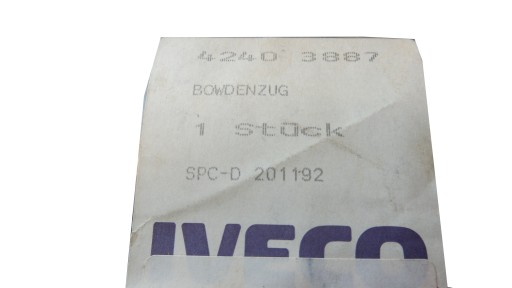 4240 3887
BOWDENZUG
1 Stück
SPC-D 201192
IVECO